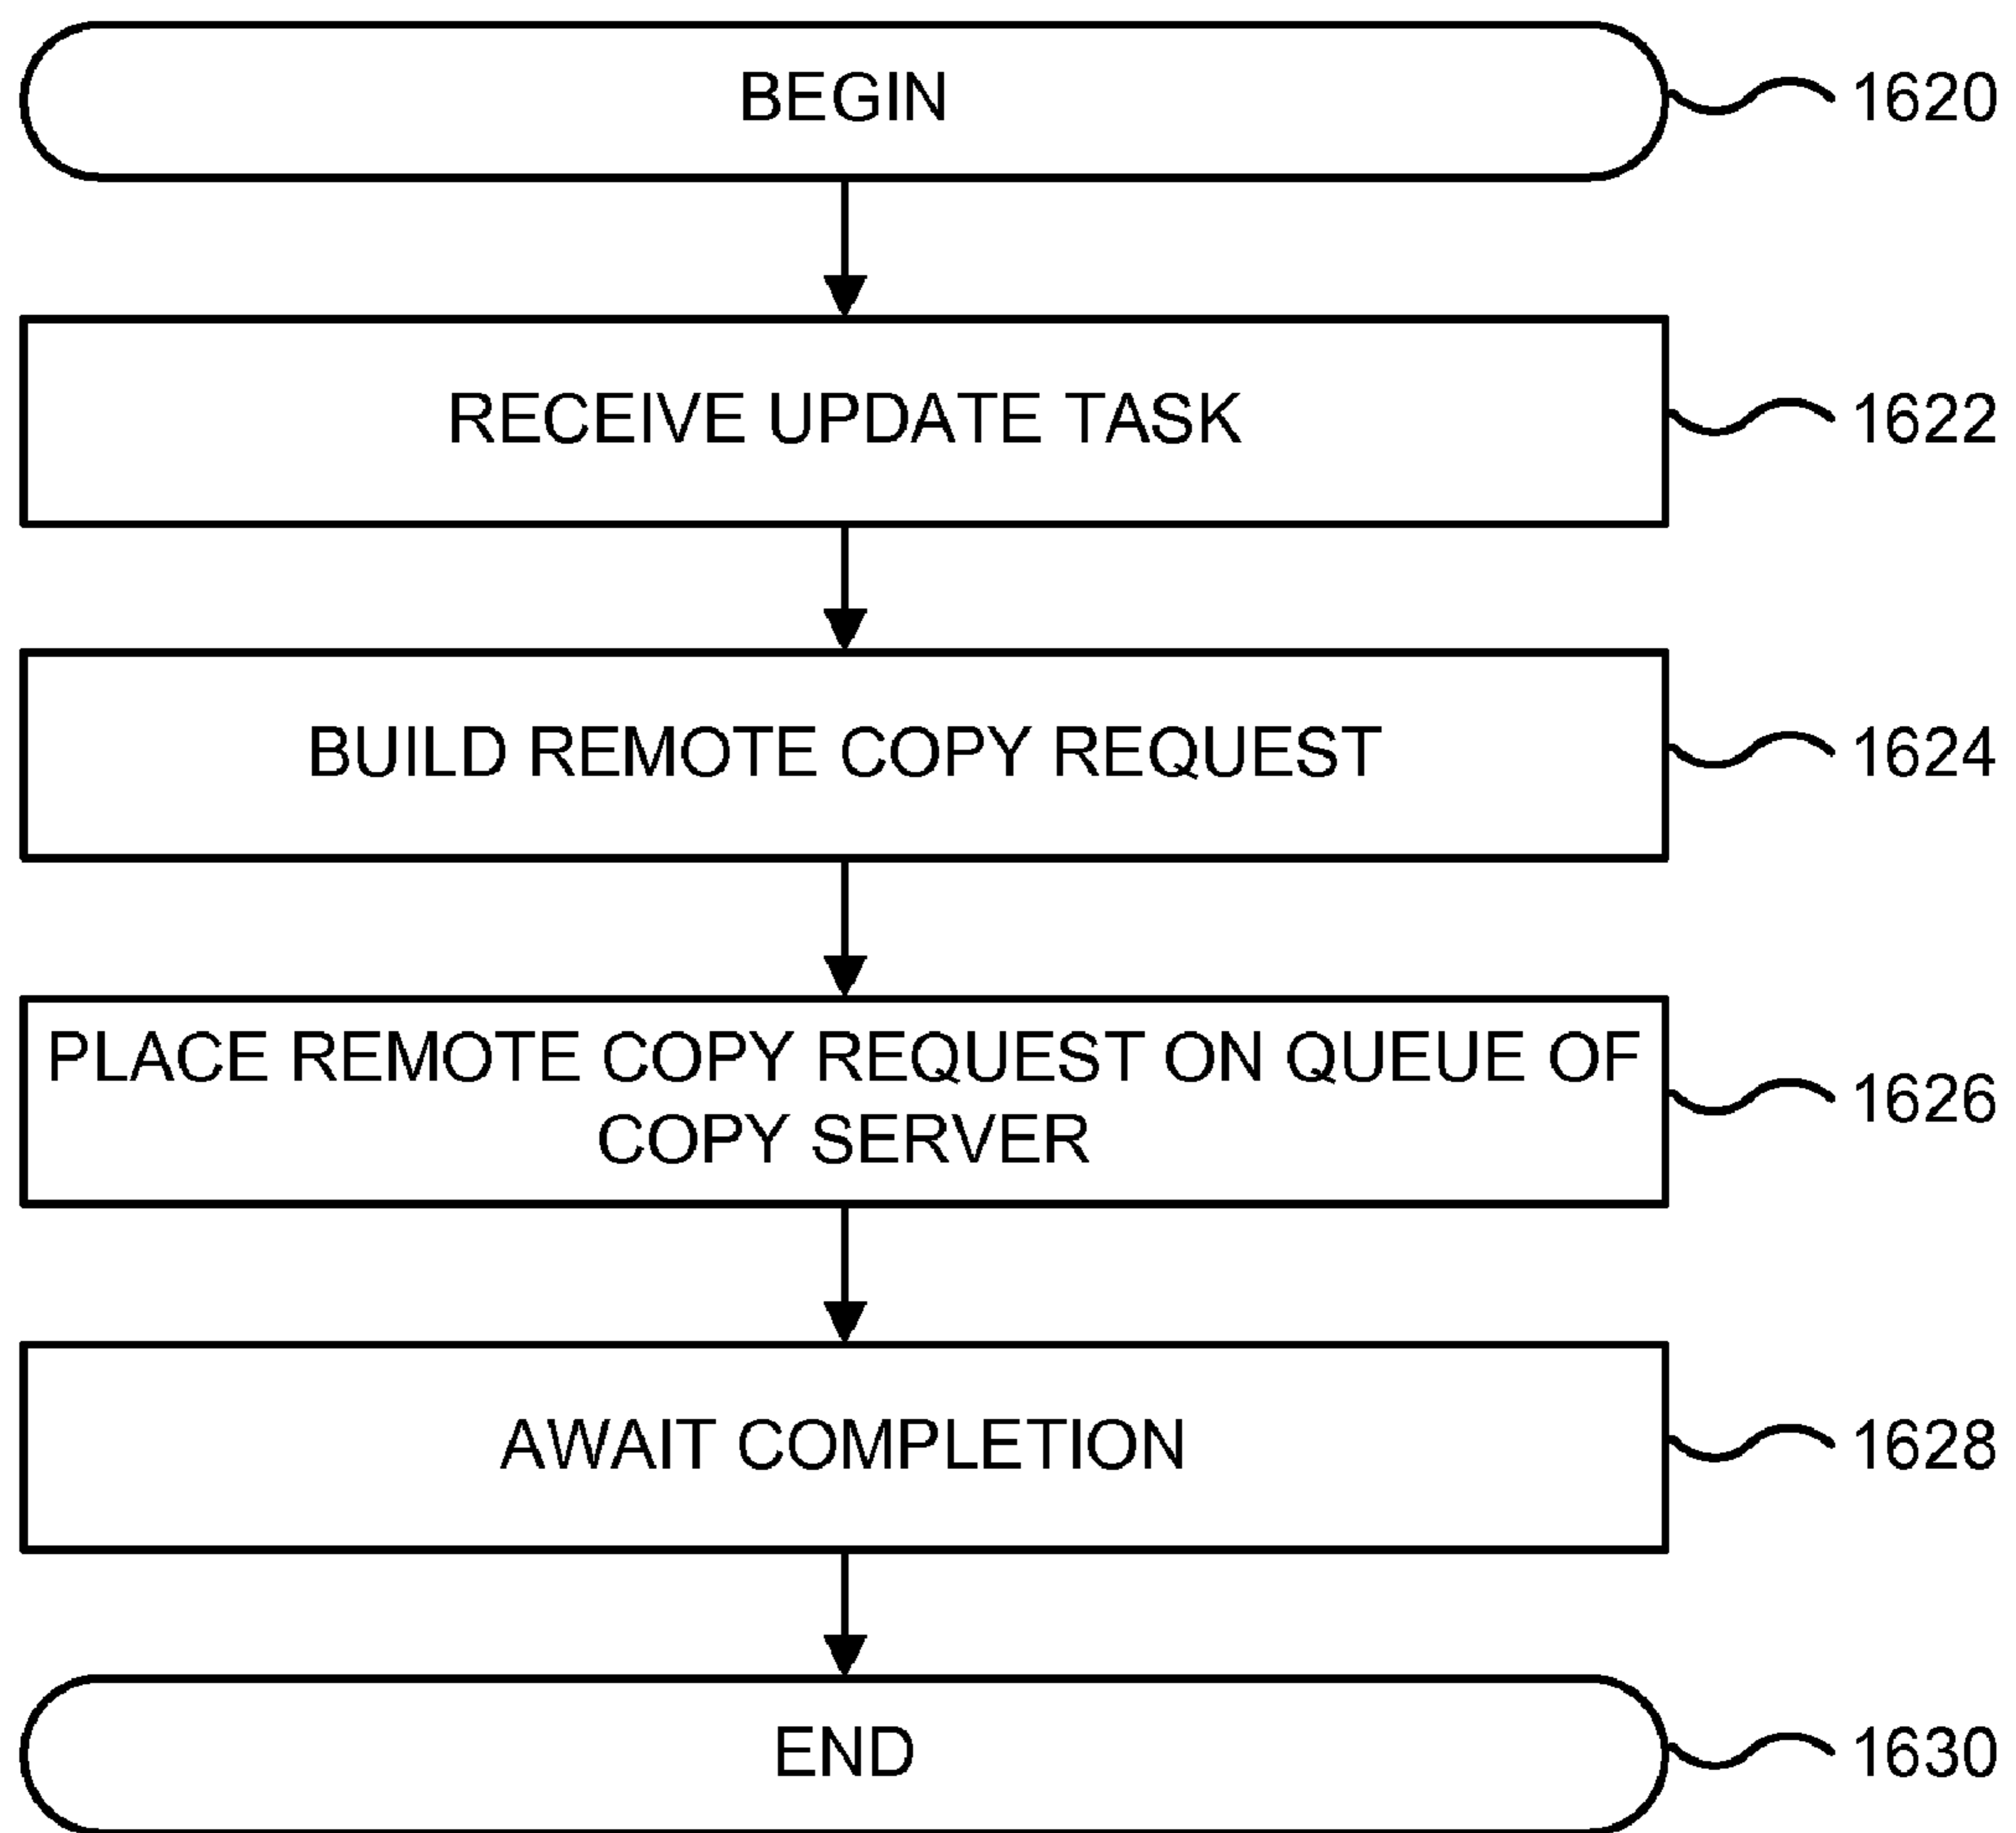 BEGIN
1620
RECEIVE UPDATE TASK
1622
BUILD REMOTE COPY REQUEST
1624
PLACE REMOTE COPY REQUEST ON QUEUE OF
COPY SERVER
1626
AWAIT COMPLETION
1628
END
1630